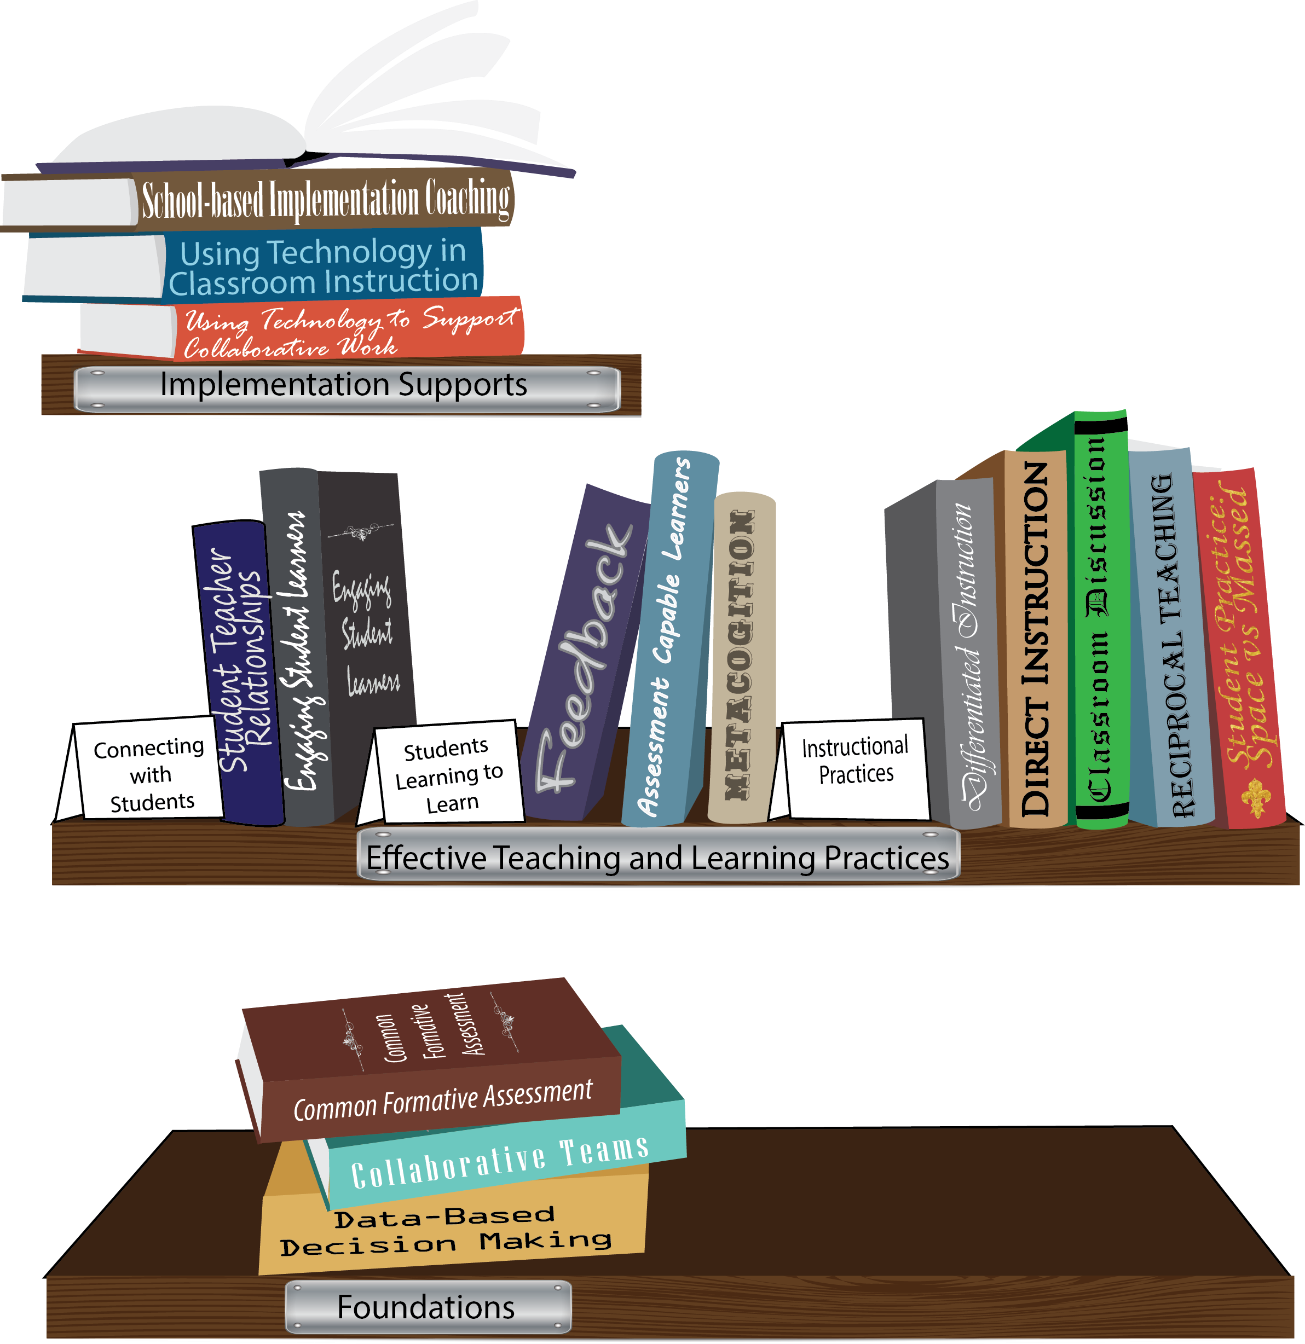 School-based Implementation Coaching
Using Technology in
Classroom Instruction
Using Technology to Support
Collaborative Work
Implementation Supports
Connecting
with
Students
Student Teacher
Relationships
Engaging Student Learness
Engaging
Student
Learness
Students
Learning to
Learn
Feedback
Assessment Capable Learners
METACOGITION
Instructional
Practices
Differentiated Instruction
DIRECT INSTRUCTION
Classroom Discussion
RECIPROCAL TEACHING
Student Practice:
Space vs Massed
Effective Teaching and Learning Practices
Common
Formative
Assessment
Common Formative Assessment
Collaborative Teams
Data-Based
Decision Making
Foundations